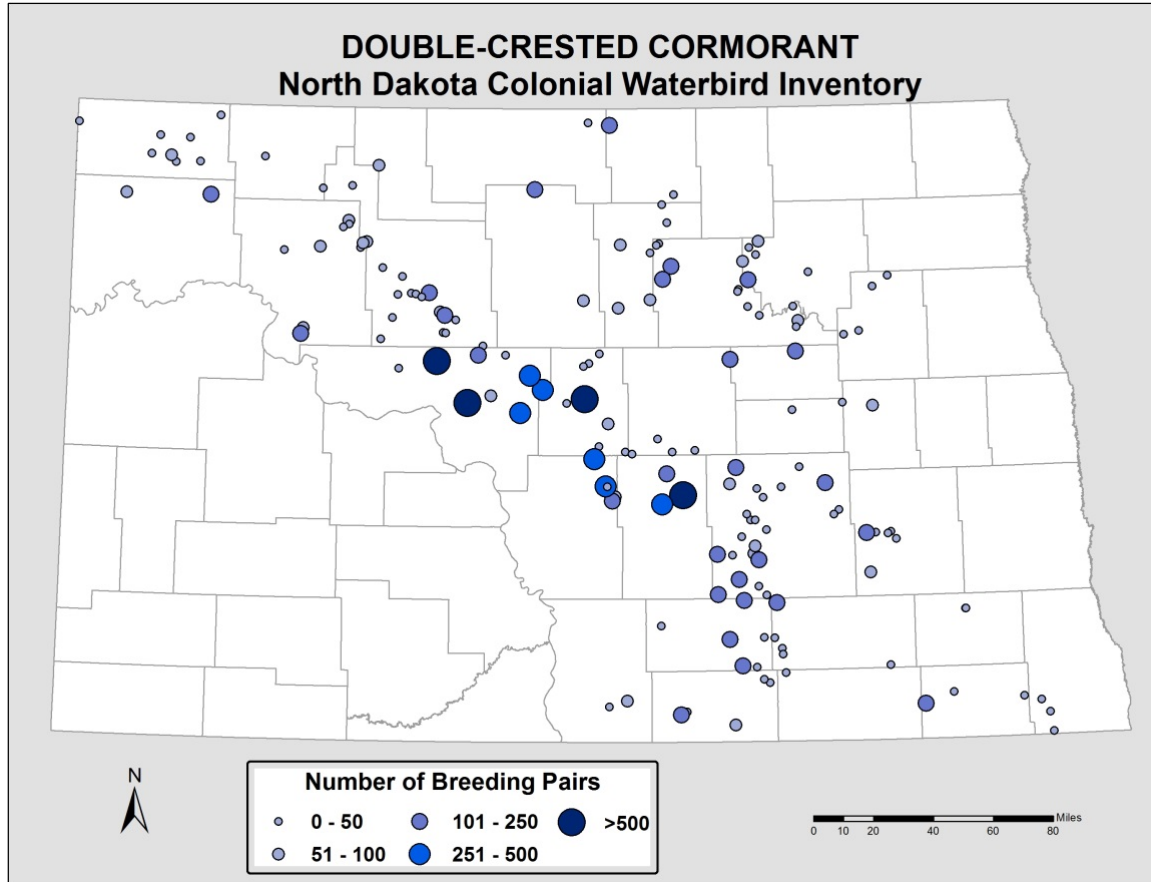 DOUBLE-CRESTED CORMORANT
North Dakota Colonial Waterbird Inventory
N
Number of Breeding Pairs
0 - 50
101 - 250
>500
51 - 100
251 - 500
Miles
0 10 20 40 60 80